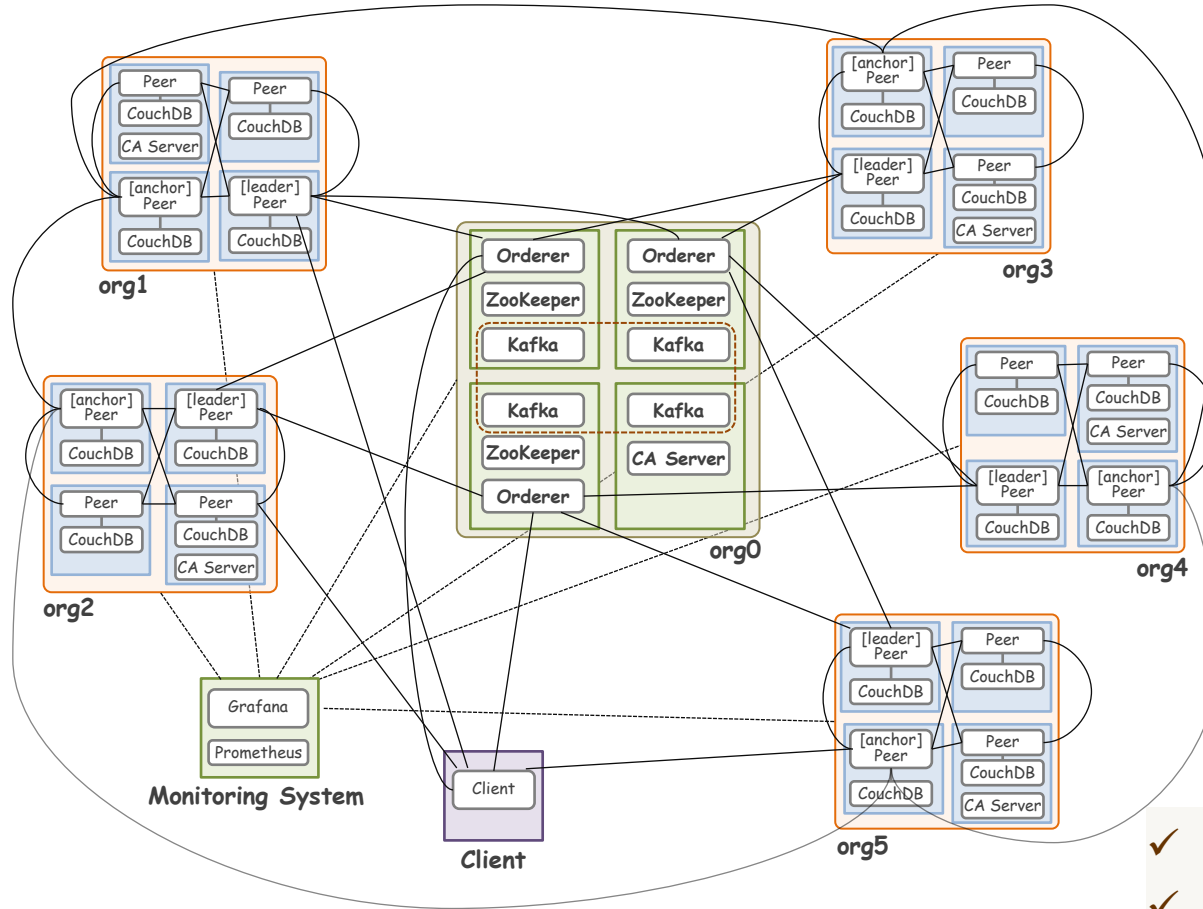 Peer
CouchDB
CA Server
Peer
CouchDB
[anchor]
Peer
CouchDB
[leader]
Peer
CouchDB
org1
[anchor]
Peer
CouchDB
Peer
CouchDB
[leader]
Peer
CouchDB
Peer
CouchDB
CA Server
org3
Orderer
ZooKeeper
Kafka
Orderer
ZooKeeper
Kafka
Kafka
ZooKeeper
Orderer
Kafka
CA Server
org0
[anchor]
Peer
CouchDB
[leader]
Peer
CouchDB
Peer
CouchDB
Peer
CouchDB
CA Server
org2
Peer
CouchDB
Peer
CouchDB
CA Server
[leader]
Peer
CouchDB
[anchor]
Peer
CouchDB
org4
[leader]
Peer
CouchDB
Peer
CouchDB
[anchor]
Peer
CouchDB
Peer
CouchDB
CA Server
org5
Grafana
Prometheus
Monitoring System
Client
Client
✓
✓